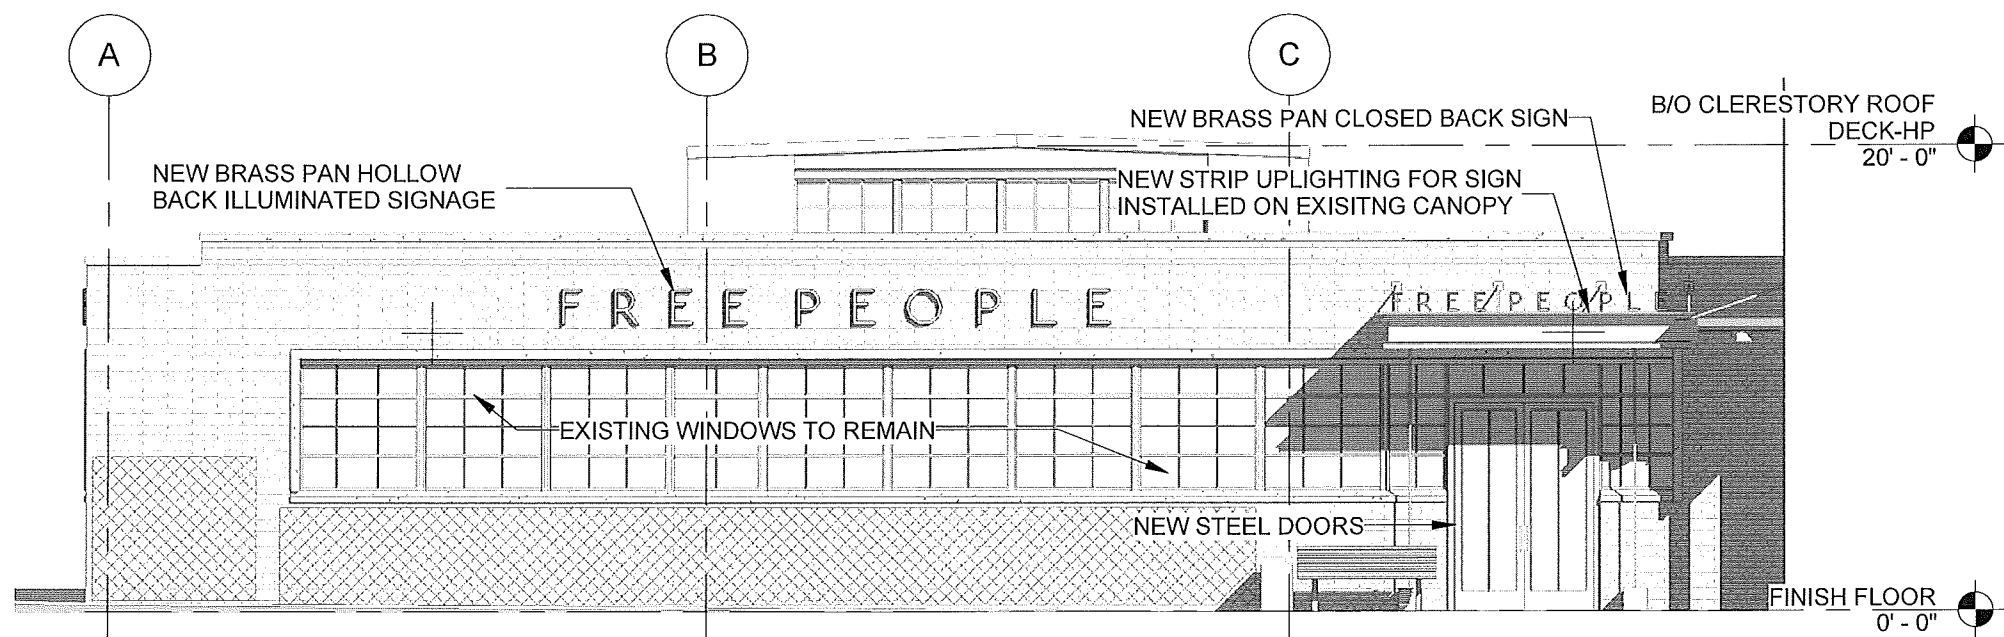 A
B
C
B/O CLERESTORY ROOF
DECK-HP
20' - 0"
NEW BRASS PAN CLOSED BACK SIGN
NEW BRASS PAN HOLLOW
BACK ILLUMINATED SIGNAGE
NEW STRIP UPLIGHTING FOR SIGN
INSTALLED ON EXISITNG CANOPY
FREE PEOPLE
FREE PEOPLE
EXISTING WINDOWS TO REMAIN
NEW STEEL DOORS
FINISH FLOOR
0' - 0"